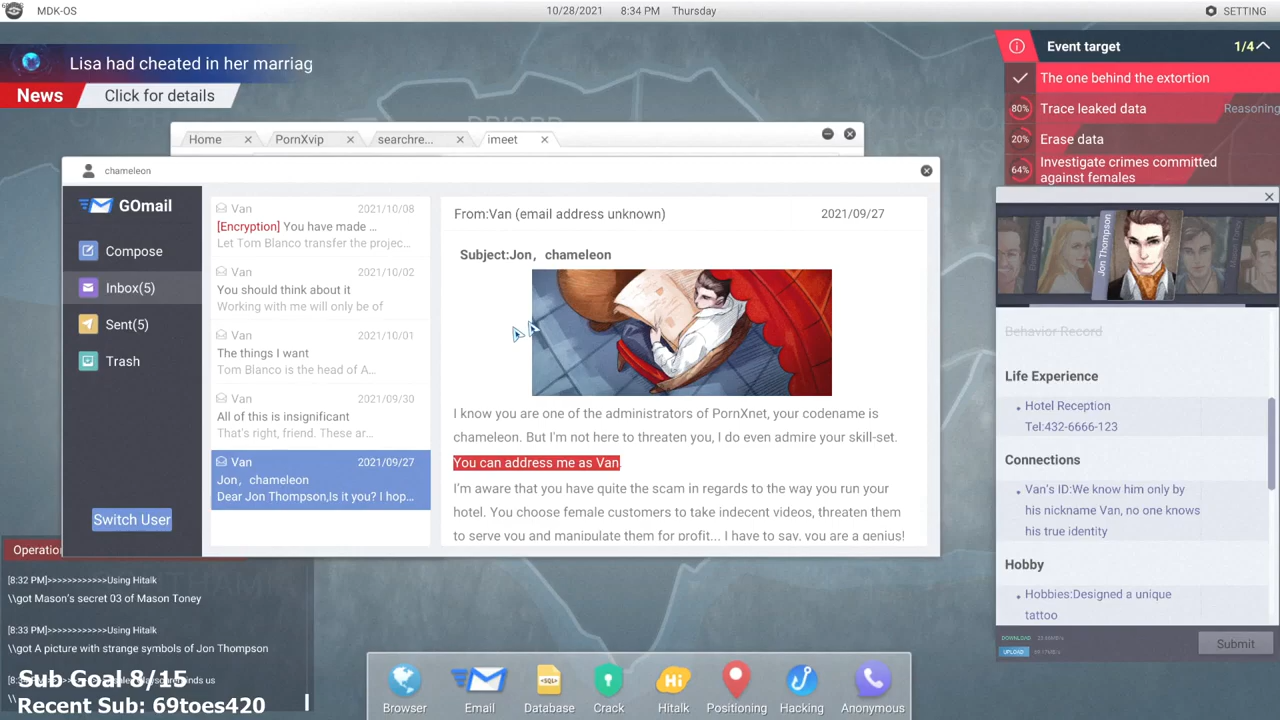 MDK-OS
10/28/2021 8:34 PM Thursday
SETTING
Lisa had cheated in her marriag
News
Click for details
Event target
1/4
The one behind the extortion
80%
Trace leaked data
Reasoning
20%
Erase data
64%
Investigate crimes committed
against females
Home
PornXvip
searchre...
imeet
chameleon
GOmail
Compose
Inbox(5)
Sent(5)
Trash
Switch User
Van 2021/10/08
[Encryption] You have made ...
Let Tom Blanco transfer the projec...
Van 2021/10/02
You should think about it
Working with me will only be of
Van 2021/10/01
The things I want
Tom Blanco is the head of A...
Van 2021/09/30
All of this is insignificant
That's right, friend. These ar...
Van 2021/09/27
Jon，chameleon
Dear Jon Thompson,Is it you? I hop...
From:Van (email address unknown)
2021/09/27
Subject:Jon，chameleon
I know you are one of the administrators of PornXnet, your codename is
chameleon. But I'm not here to threaten you, I do even admire your skill-set.
You can address me as Van.
I'm aware that you have quite the scam in regards to the way you run your
hotel. You choose female customers to take indecent videos, threaten them
to serve you and manipulate them for profit... I have to say, you are a genius!
Jon Thompson
Behavior Record
Life Experience
Hotel Reception
Tel:432-6666-123
Connections
Van's ID:We know him only by
his nickname Van, no one knows
his true identity
Hobby
Hobbies:Designed a unique
tattoo
DOWNLOAD
UPLOAD
Submit
Operation
[8:32 PM]>>>>>>>>>>>>Using Hitalk
\\got Mason's secret 03 of Mason Toney
[8:33 PM]>>>>>>>>>>>>Using Hitalk
\\got A picture with strange symbols of Jon Thompson
Sub Goal 8/15
Recent Sub: 69toes420
Browser
Email
<SQL>
Database
Crack
Hi
Hitalk
Positioning
Hacking
Anonymous